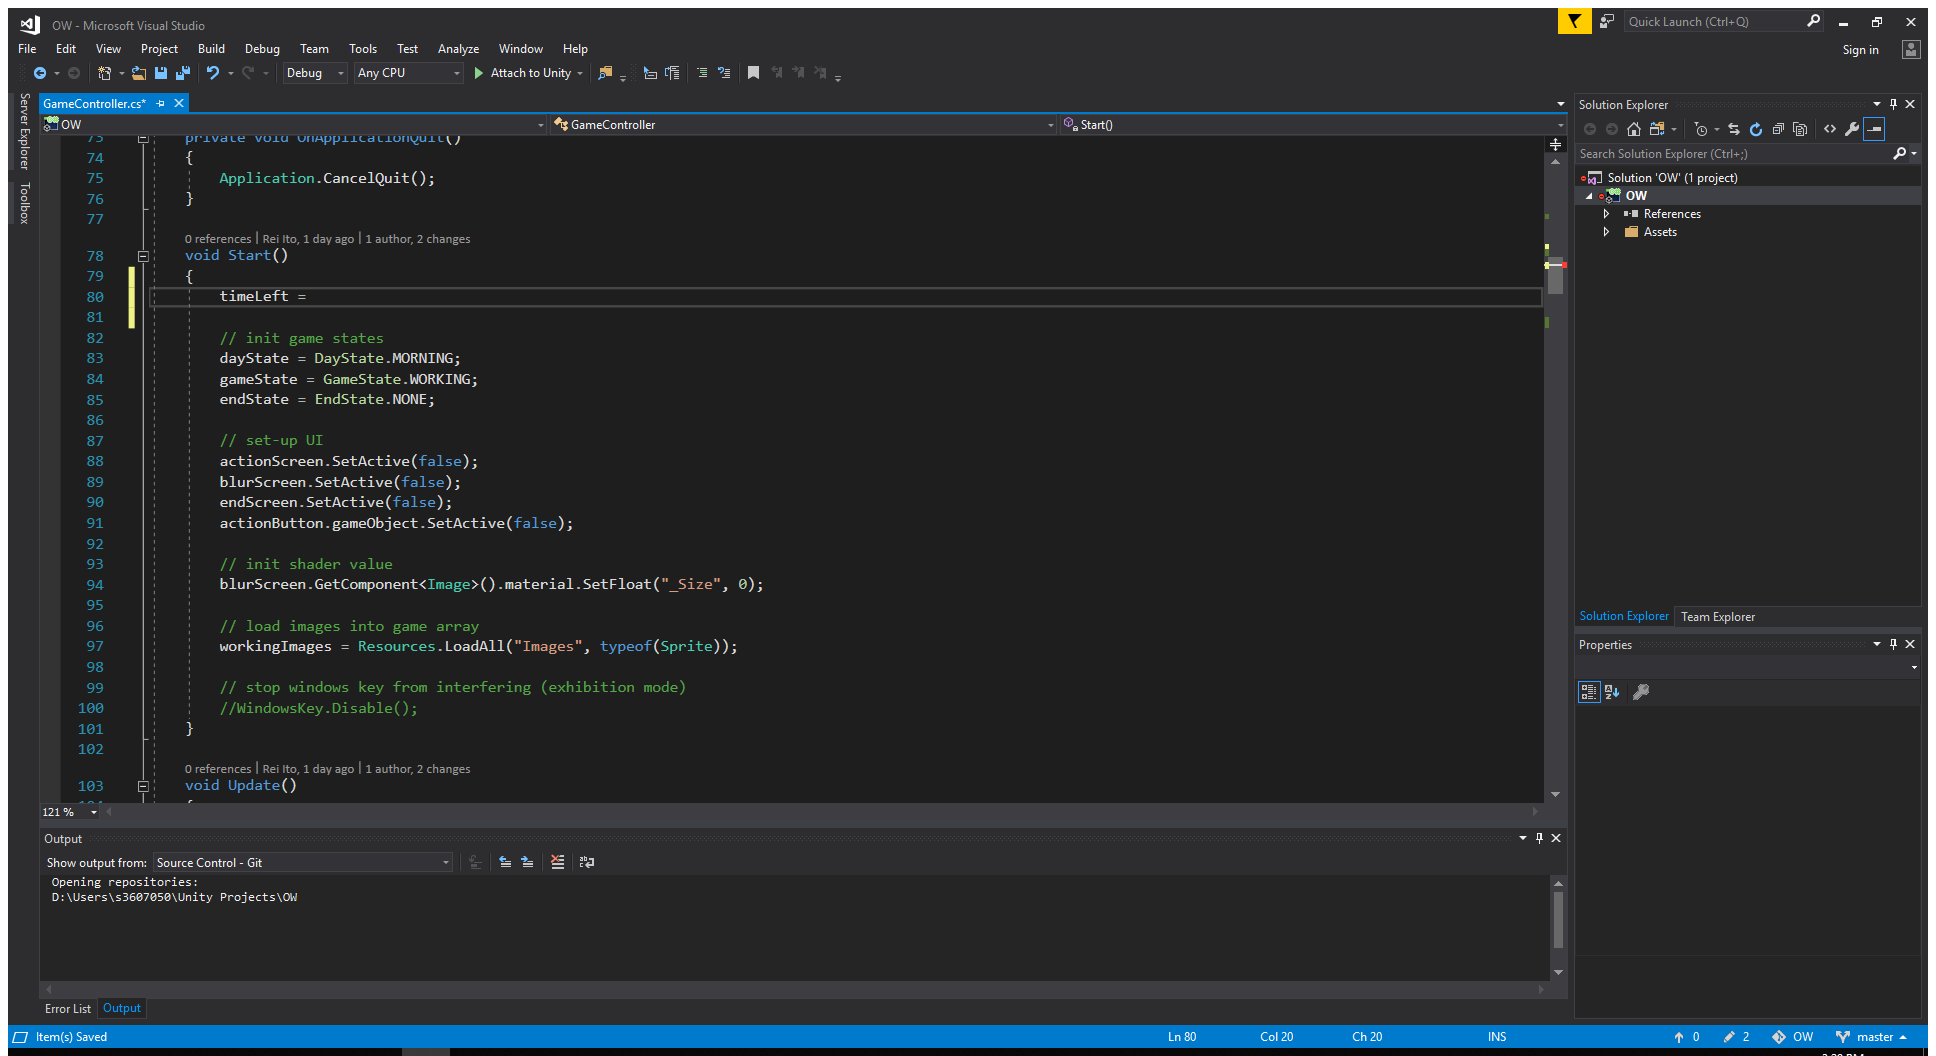 OW - Microsoft Visual Studio
Quick Launch (Ctrl+Q)
File Edit View Project Build Debug Team Tools Test Analyze Window Help
Sign in
Debug Any CPU Attach to Unity
Server Explorer
Toolbox
GameController.cs*
OW GameController Start()
73 private void OnApplicationQuit()
74 {
75 Application.CancelQuit();
76 }
77
0 references | Rei Ito, 1 day ago | 1 author, 2 changes
78 void Start()
79 {
80 timeLeft =
81
82 // init game states
83 dayState = DayState.MORNING;
84 gameState = GameState.WORKING;
85 endState = EndState.NONE;
86
87 // set-up UI
88 actionScreen.SetActive(false);
89 blurScreen.SetActive(false);
90 endScreen.SetActive(false);
91 actionButton.gameObject.SetActive(false);
92
93 // init shader value
94 blurScreen.GetComponent<Image>().material.SetFloat("_Size", 0);
95
96 // load images into game array
97 workingImages = Resources.LoadAll("Images", typeof(Sprite));
98
99 // stop windows key from interfering (exhibition mode)
100 //WindowsKey.Disable();
101 }
102
0 references | Rei Ito, 1 day ago | 1 author, 2 changes
103 void Update()
121 %
Output
Show output from: Source Control - Git
Opening repositories:
D:\Users\s3607050\Unity Projects\OW
Error List Output
Solution Explorer
Search Solution Explorer (Ctrl+;)
Solution 'OW' (1 project)
OW
References
Assets
Solution Explorer Team Explorer
Properties
Item(s) Saved Ln 80 Col 20 Ch 20 INS 0 2 OW master